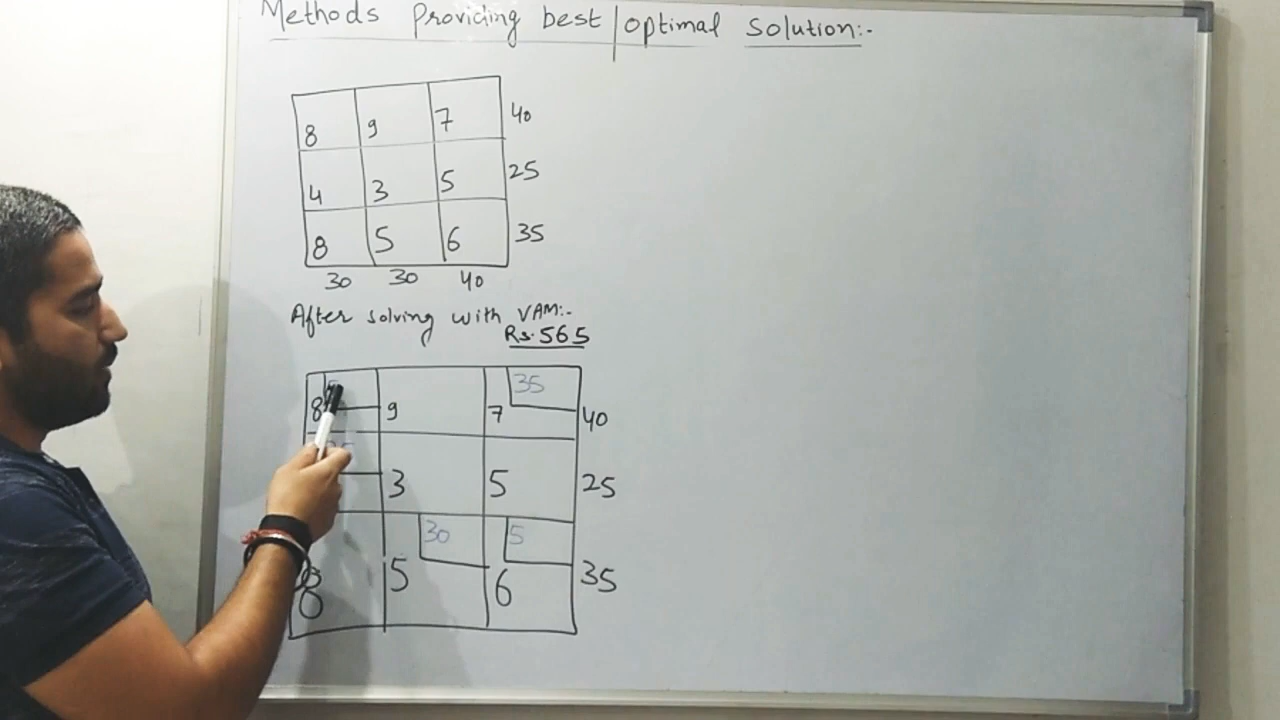 Methods Providing best/optimal Solution:-
8 9 7 40
4 3 5 25
8 5 6 35
30 30 40
After solving with VAM:-
Rs. 565
35
8 9 7 40
3 5 25
30 5
8 5 6 35